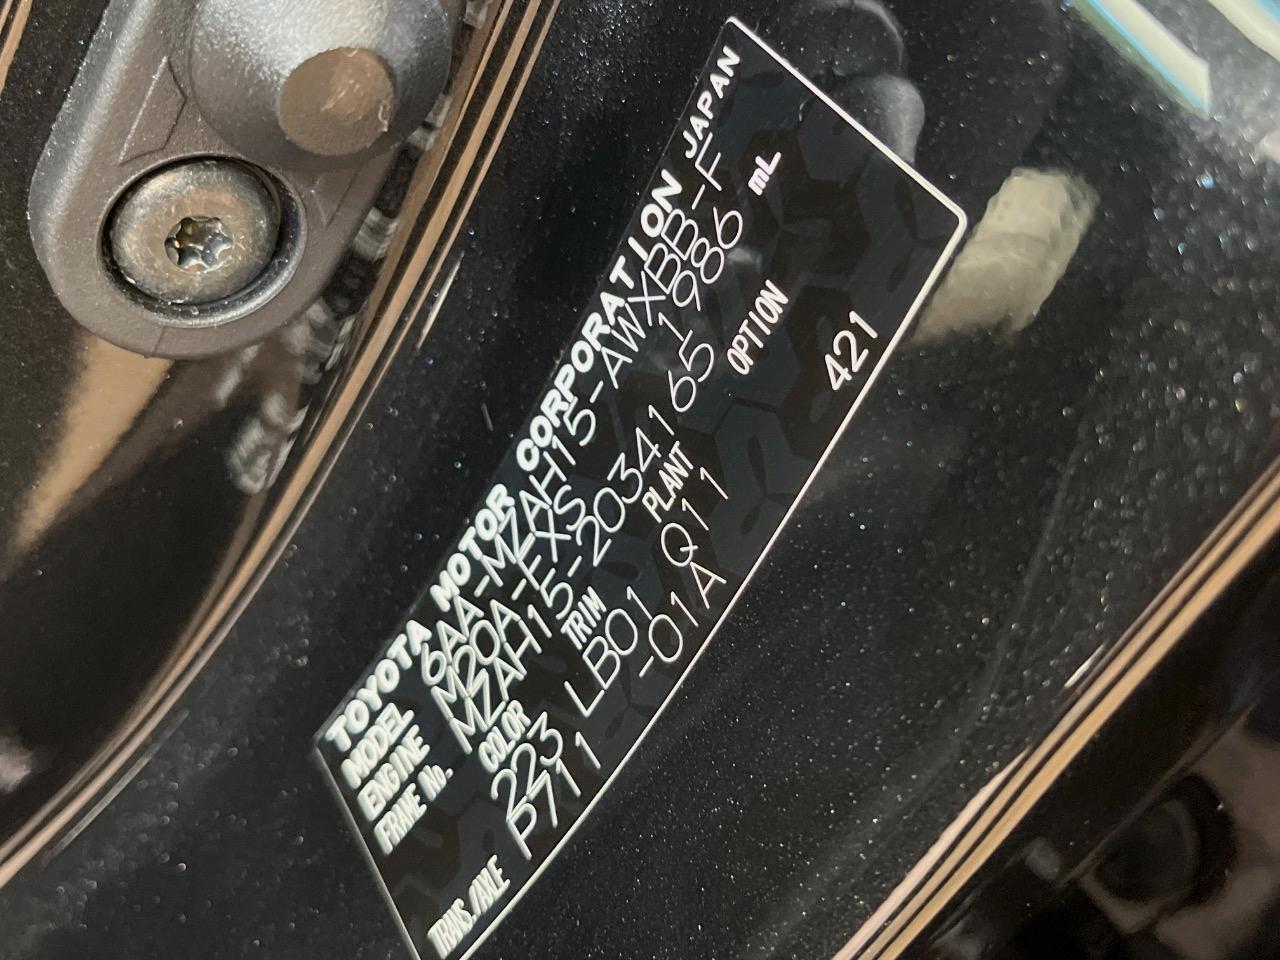 TOYOTA MOTOR CORPORATION JAPAN
MODEL 6AA-MZAH15-AWXBB-F
ENGINE M20A-FXS 1986 mL
FRAME No. MZAH15-2034165
COLOR TRIM PLANT OPTION
223 LB01 Q11
P711 -01A 421
TRANS./AXLE